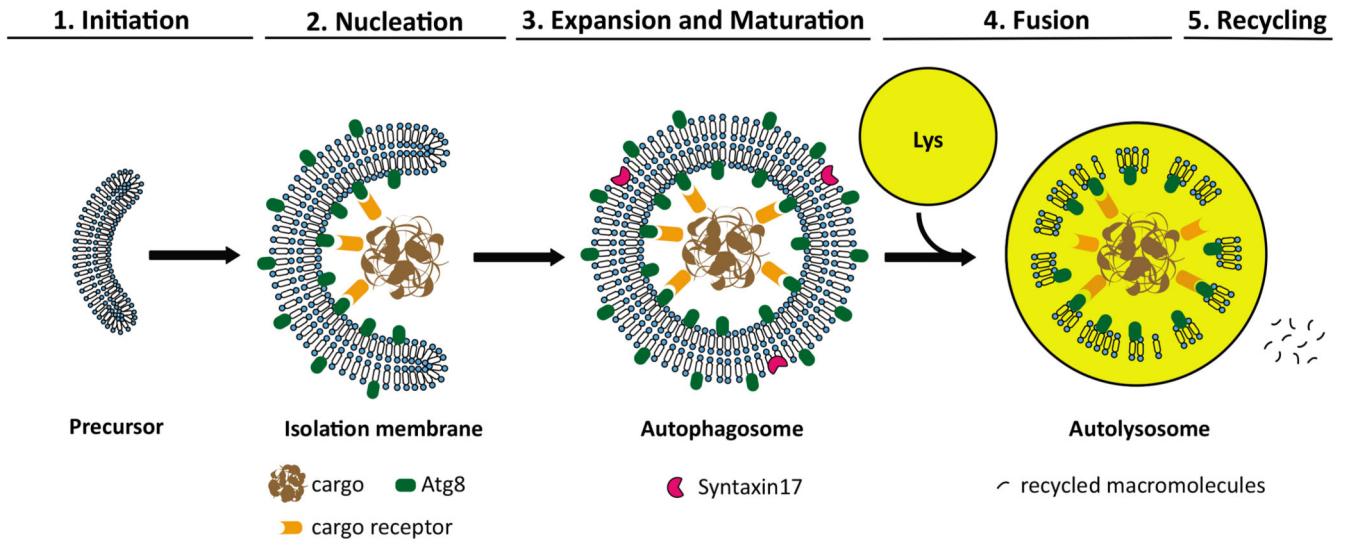 1. Initiation
2. Nucleation
3. Expansion and Maturation
4. Fusion
5. Recycling
Lys
Precursor
Isolation membrane
Autophagosome
Autolysosome
cargo
Atg8
Syntaxin17
recycled macromolecules
cargo receptor